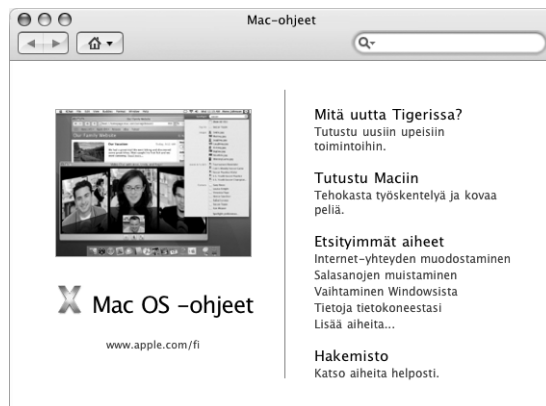 Mac-ohjeet
Mac OS -ohjeet
www.apple.com/fi
Mitä uutta Tigerissa?
Tutustu uusiin upeisiin
toimintoihin.
Tutustu Maciin
Tehokasta työskentelyä ja kovaa
peliä.
Etsityimmät aiheet
Internet-yhteyden muodostaminen
Salasanojen muistaminen
Vaihtaminen Windowsista
Tietoja tietokoneestasi
Lisää aiheita...
Hakemisto
Katso aiheita helposti.